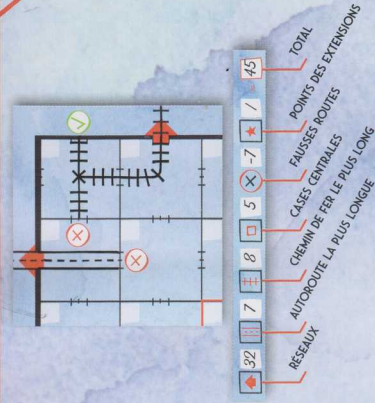 32 7 8 5 -7 / 45
RÉSEAUX
AUTOROUTE LA PLUS LONGUE
CHEMIN DE FER LE PLUS LONG
CASES CENTRALES
FAUSSES ROUTES
POINTS DES EXTENSIONS
TOTAL